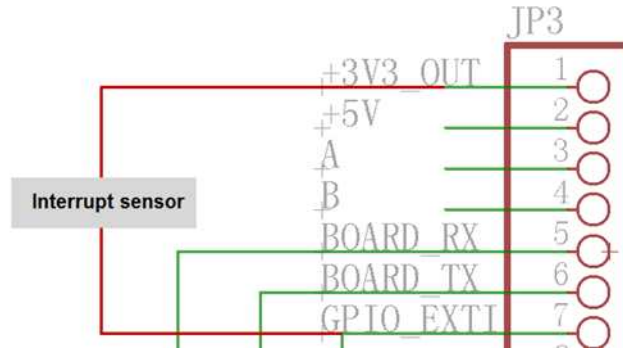 JP3
+3V3_OUT 1
+5V 2
A 3
B 4
Interrupt sensor
BOARD_RX 5
BOARD_TX 6
GPIO_EXTI 7